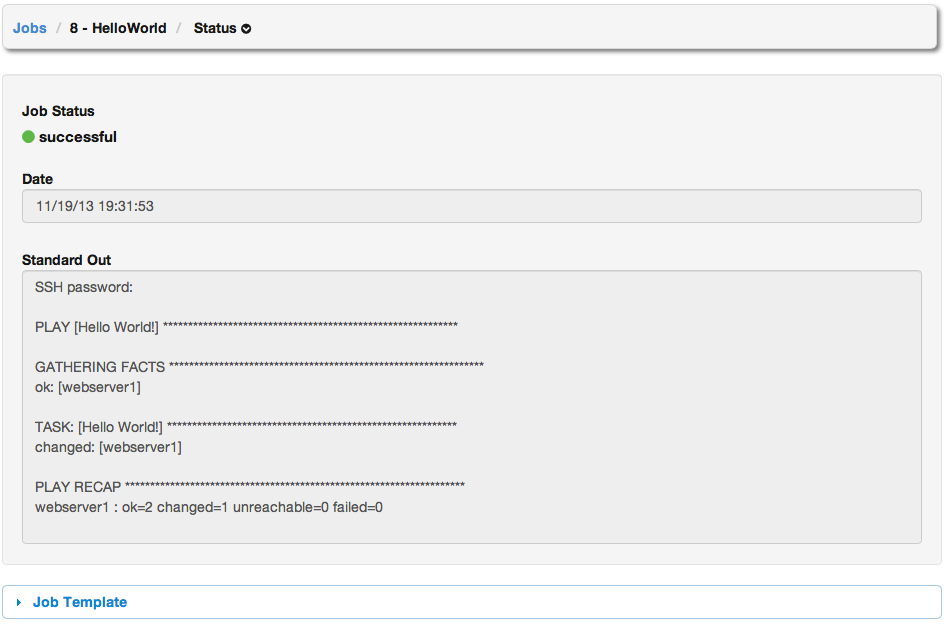 Jobs / 8 - HelloWorld / Status
Job Status
successful
Date
11/19/13 19:31:53
Standard Out
SSH password:
PLAY [Hello World!] ***********************************************************
GATHERING FACTS ***************************************************************
ok: [webserver1]
TASK: [Hello World!] **********************************************************
changed: [webserver1]
PLAY RECAP ********************************************************************
webserver1 : ok=2 changed=1 unreachable=0 failed=0
Job Template